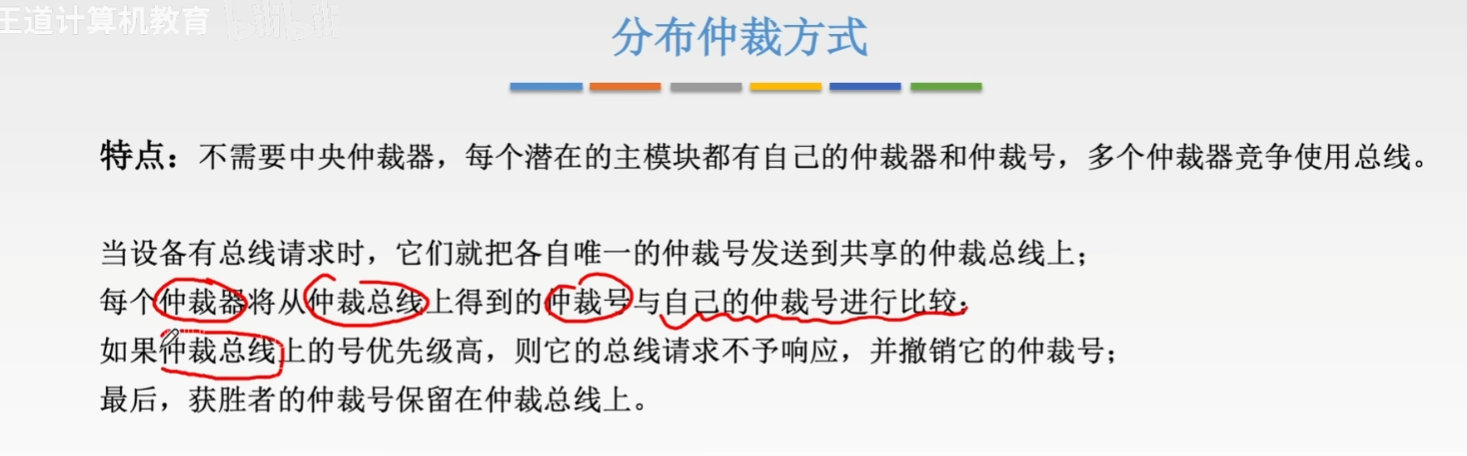 王道计算机教育 bilibili
分布仲裁方式
特点：不需要中央仲裁器，每个潜在的主模块都有自己的仲裁器和仲裁号，多个仲裁器竞争使用总线。
当设备有总线请求时，它们就把各自唯一的仲裁号发送到共享的仲裁总线上；
每个仲裁器将从仲裁总线上得到的仲裁号与自己的仲裁号进行比较；
如果仲裁总线上的号优先级高，则它的总线请求不予响应，并撤销它的仲裁号；
最后，获胜者的仲裁号保留在仲裁总线上。